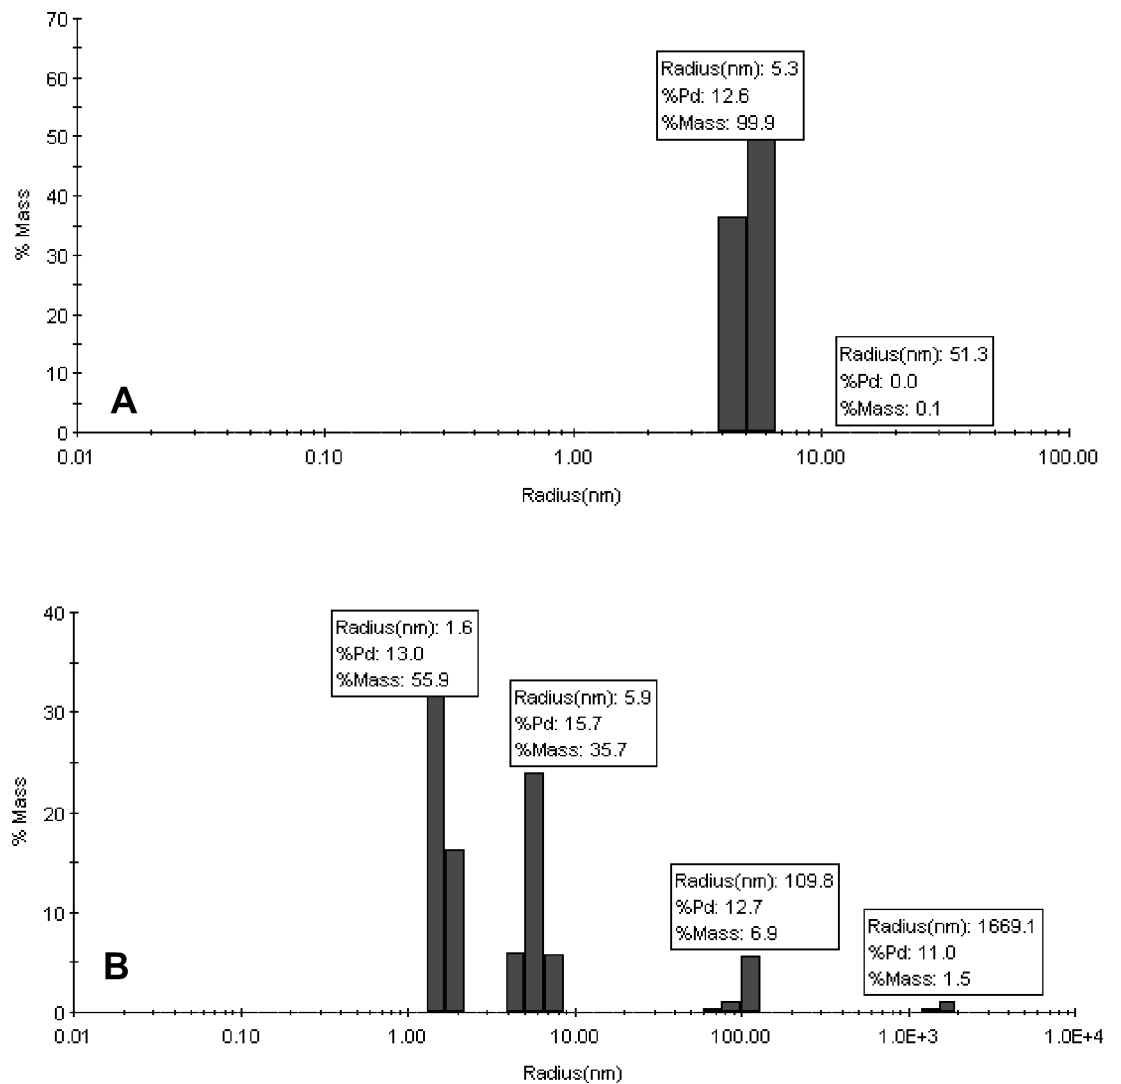 70
60
50
40
30
20
10
0
% Mass
Radius(nm): 5.3
%Pd: 12.6
%Mass: 99.9
Radius(nm): 51.3
%Pd: 0.0
%Mass: 0.1
A
0.01 0.10 1.00 10.00 100.00
Radius(nm)
40
30
20
10
0
% Mass
Radius(nm): 1.6
%Pd: 13.0
%Mass: 55.9
Radius(nm): 5.9
%Pd: 15.7
%Mass: 35.7
Radius(nm): 109.8
%Pd: 12.7
%Mass: 6.9
Radius(nm): 1669.1
%Pd: 11.0
%Mass: 1.5
B
0.01 0.10 1.00 10.00 100.00 1.0E+3 1.0E+4
Radius(nm)